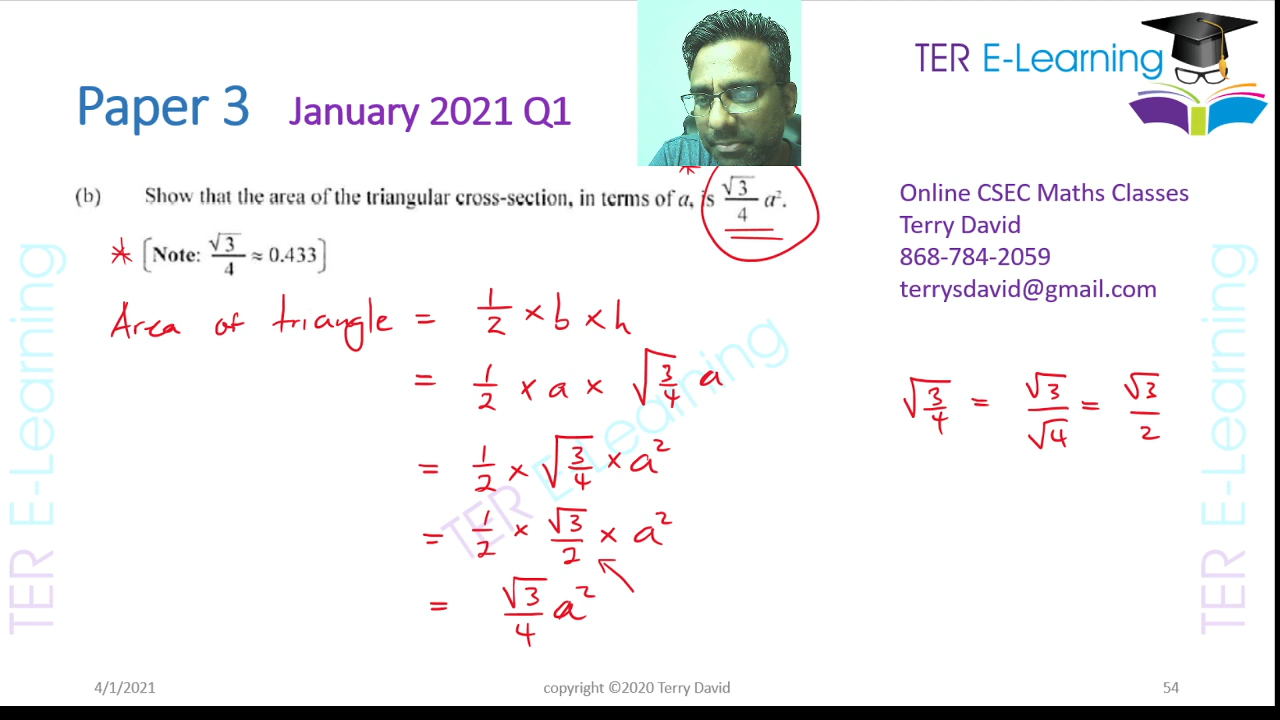 TER E-Learning
Paper 3 January 2021 Q1
(b) Show that the area of the triangular cross-section, in terms of a, is √3/4 a².
* [Note: √3/4 ≈ 0.433]
Online CSEC Maths Classes
Terry David
868-784-2059
terrysdavid@gmail.com
Area of triangle = 1/2 × b × h
= 1/2 × a × √(3/4) a
= 1/2 × √(3/4) × a²
= 1/2 × √3/2 × a²
= √3/4 a²
√(3/4) = √3/√4 = √3/2
TER E-Learning
TER E-Learning
TER E-Learning
4/1/2021
copyright ©2020 Terry David
54